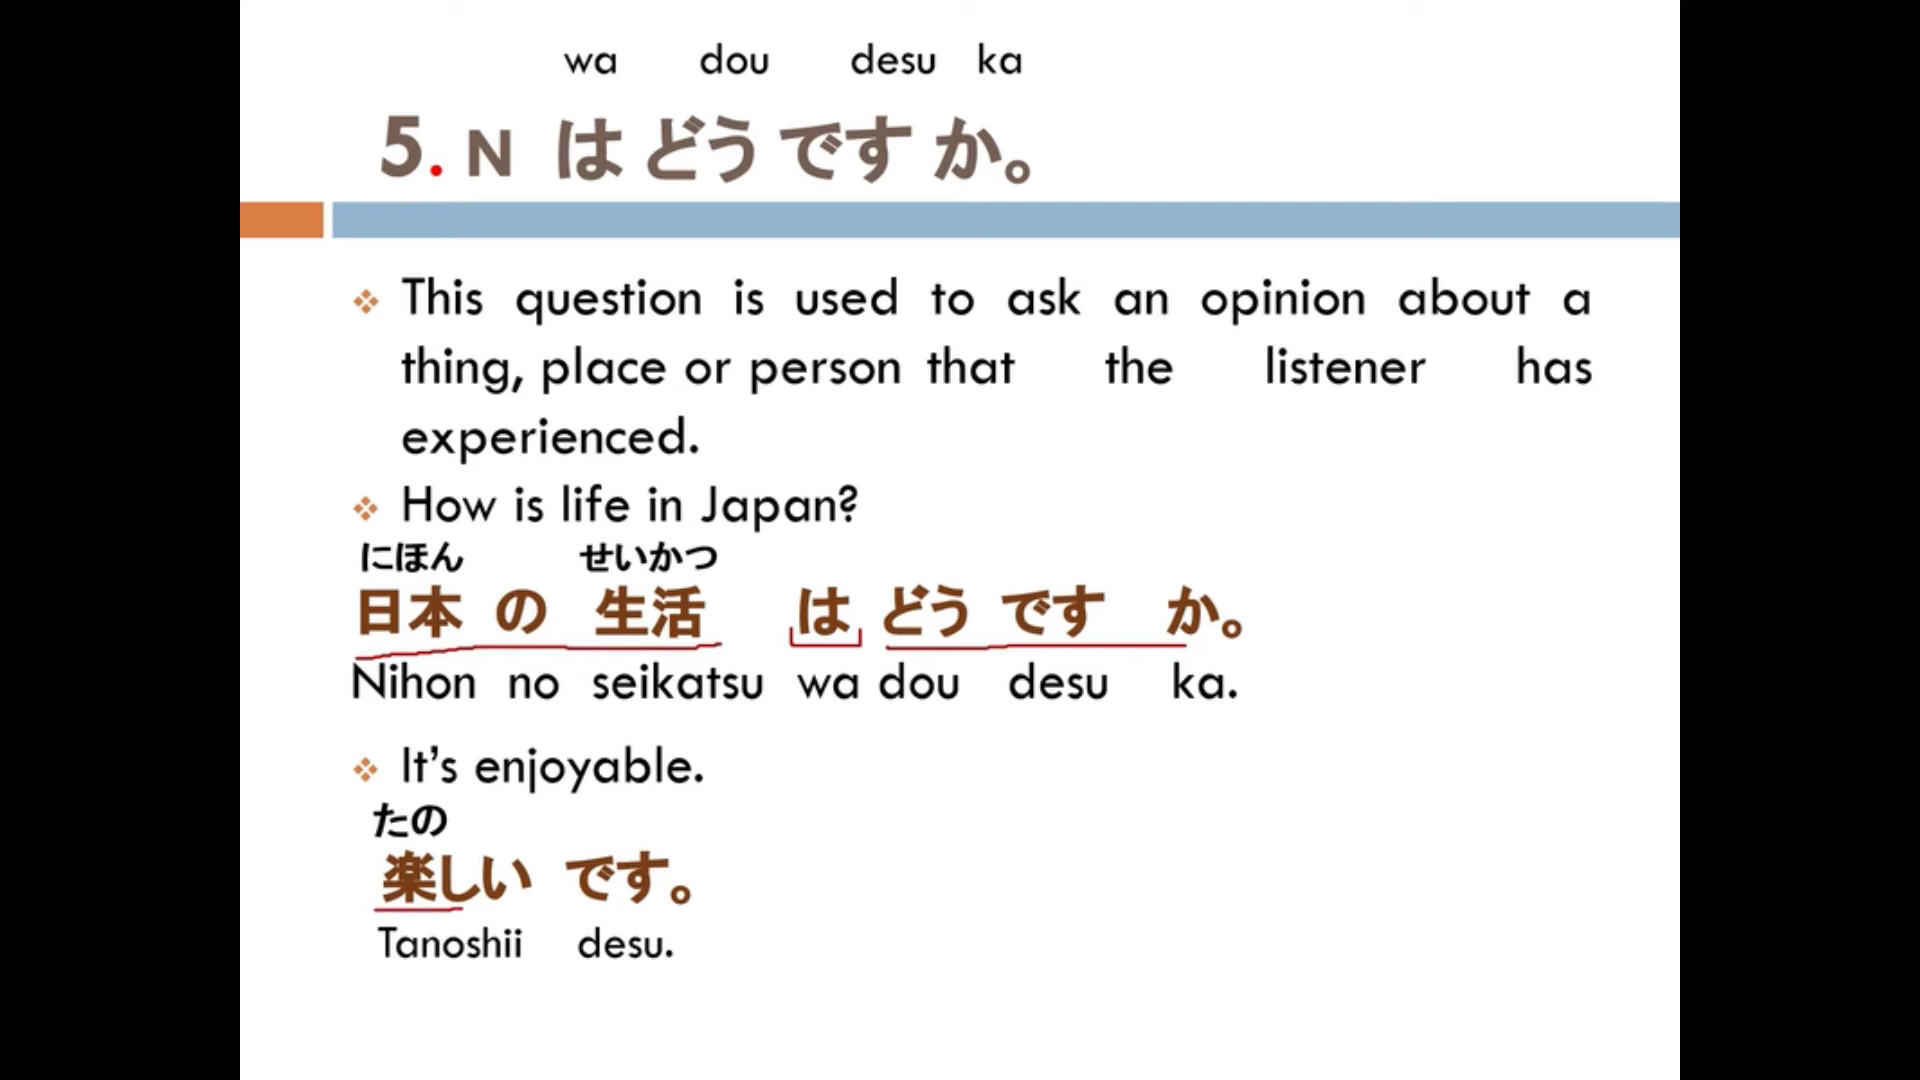 wa dou desu ka
5. N は どう です か。
This question is used to ask an opinion about a
thing, place or person that the listener has
experienced.
How is life in Japan?
にほん せいかつ
日本 の 生活 は どう です か。
Nihon no seikatsu wa dou desu ka.
It’s enjoyable.
たの
楽しい です。
Tanoshii desu.